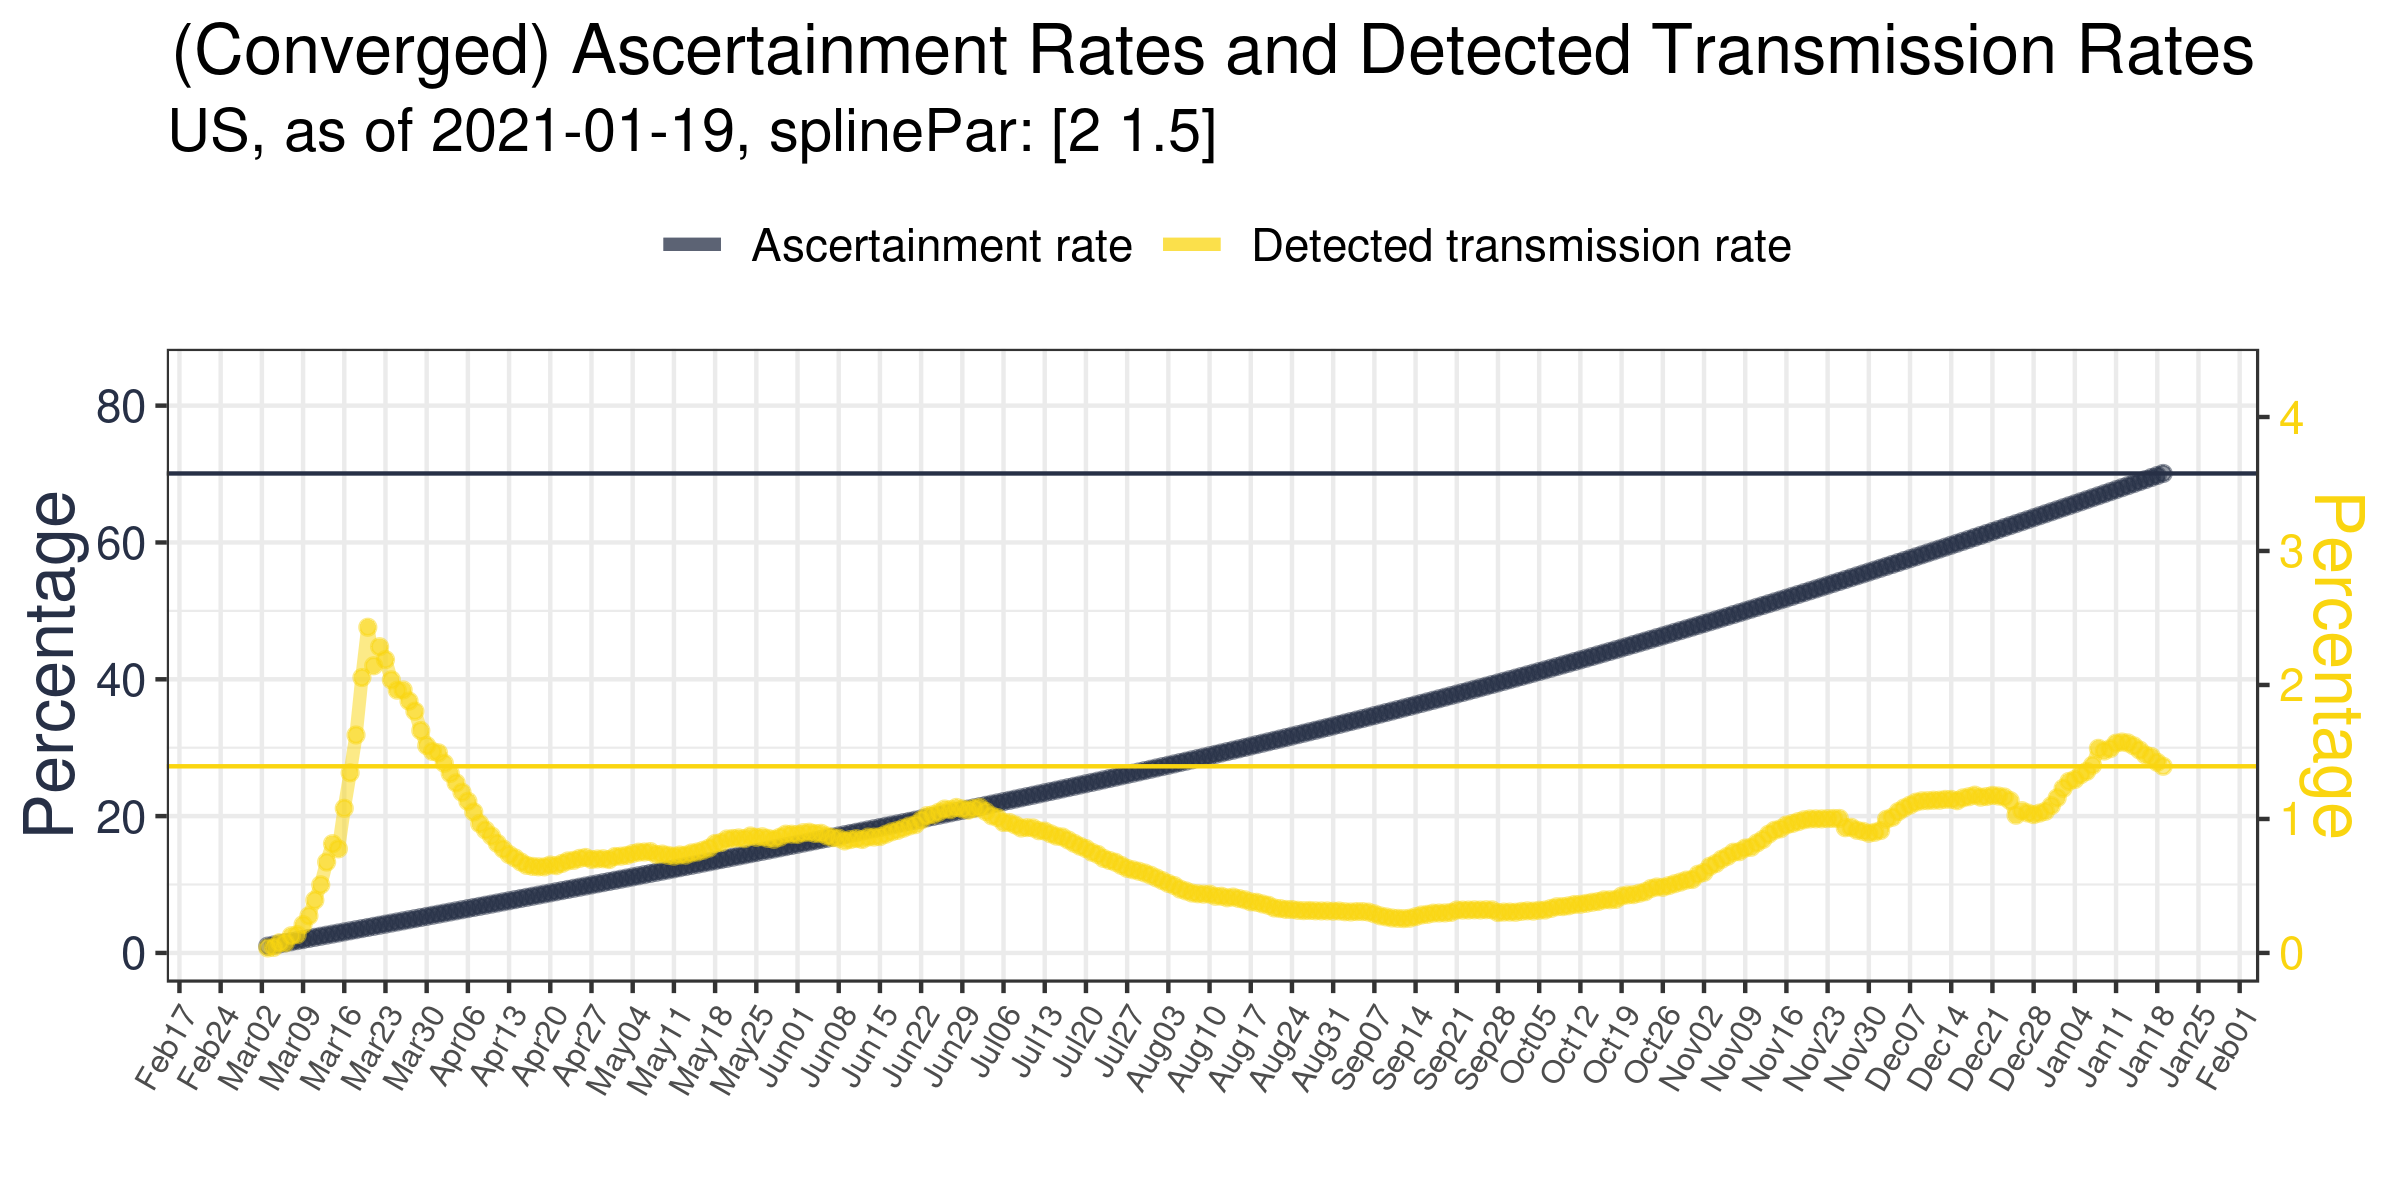 (Converged) Ascertainment Rates and Detected Transmission Rates
US, as of 2021-01-19, splinePar: [2 1.5]
Ascertainment rate
Detected transmission rate
Percentage
80
60
40
20
0
4
3
2
1
0
Percentage
Feb17
Feb24
Mar02
Mar09
Mar16
Mar23
Mar30
Apr06
Apr13
Apr20
Apr27
May04
May11
May18
May25
Jun01
Jun08
Jun15
Jun22
Jun29
Jul06
Jul13
Jul20
Jul27
Aug03
Aug10
Aug17
Aug24
Aug31
Sep07
Sep14
Sep21
Sep28
Oct05
Oct12
Oct19
Oct26
Nov02
Nov09
Nov16
Nov23
Nov30
Dec07
Dec14
Dec21
Dec28
Jan04
Jan11
Jan18
Jan25
Feb01